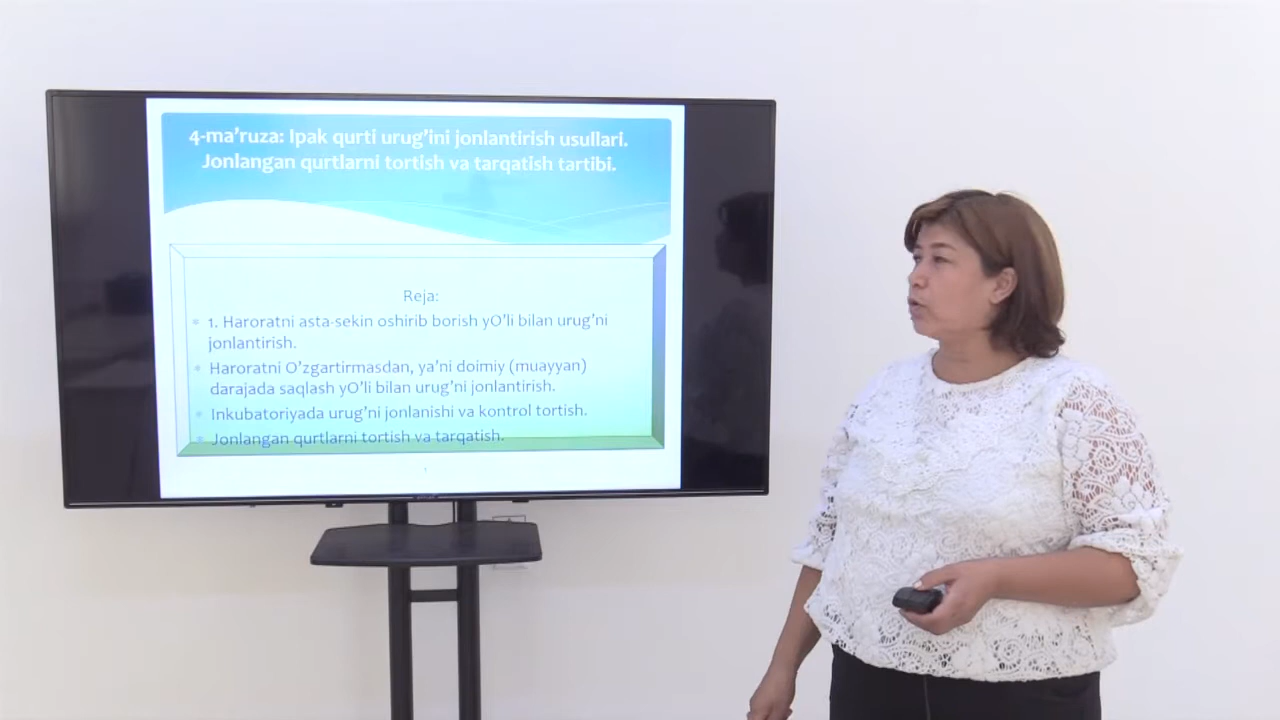 4-ma’ruza: Ipak qurti urug’ini jonlantirish usullari.
Jonlangan qurtlarni tortish va tarqatish tartibi.
Reja:
1. Haroratni asta-sekin oshirib borish yO’li bilan urug’ni
jonlantirish.
Haroratni O’zgartirmasdan, ya’ni doimiy (muayyan)
darajada saqlash yO’li bilan urug’ni jonlantirish.
Inkubatoriyada urug’ni jonlanishi va kontrol tortish.
Jonlangan qurtlarni tortish va tarqatish.